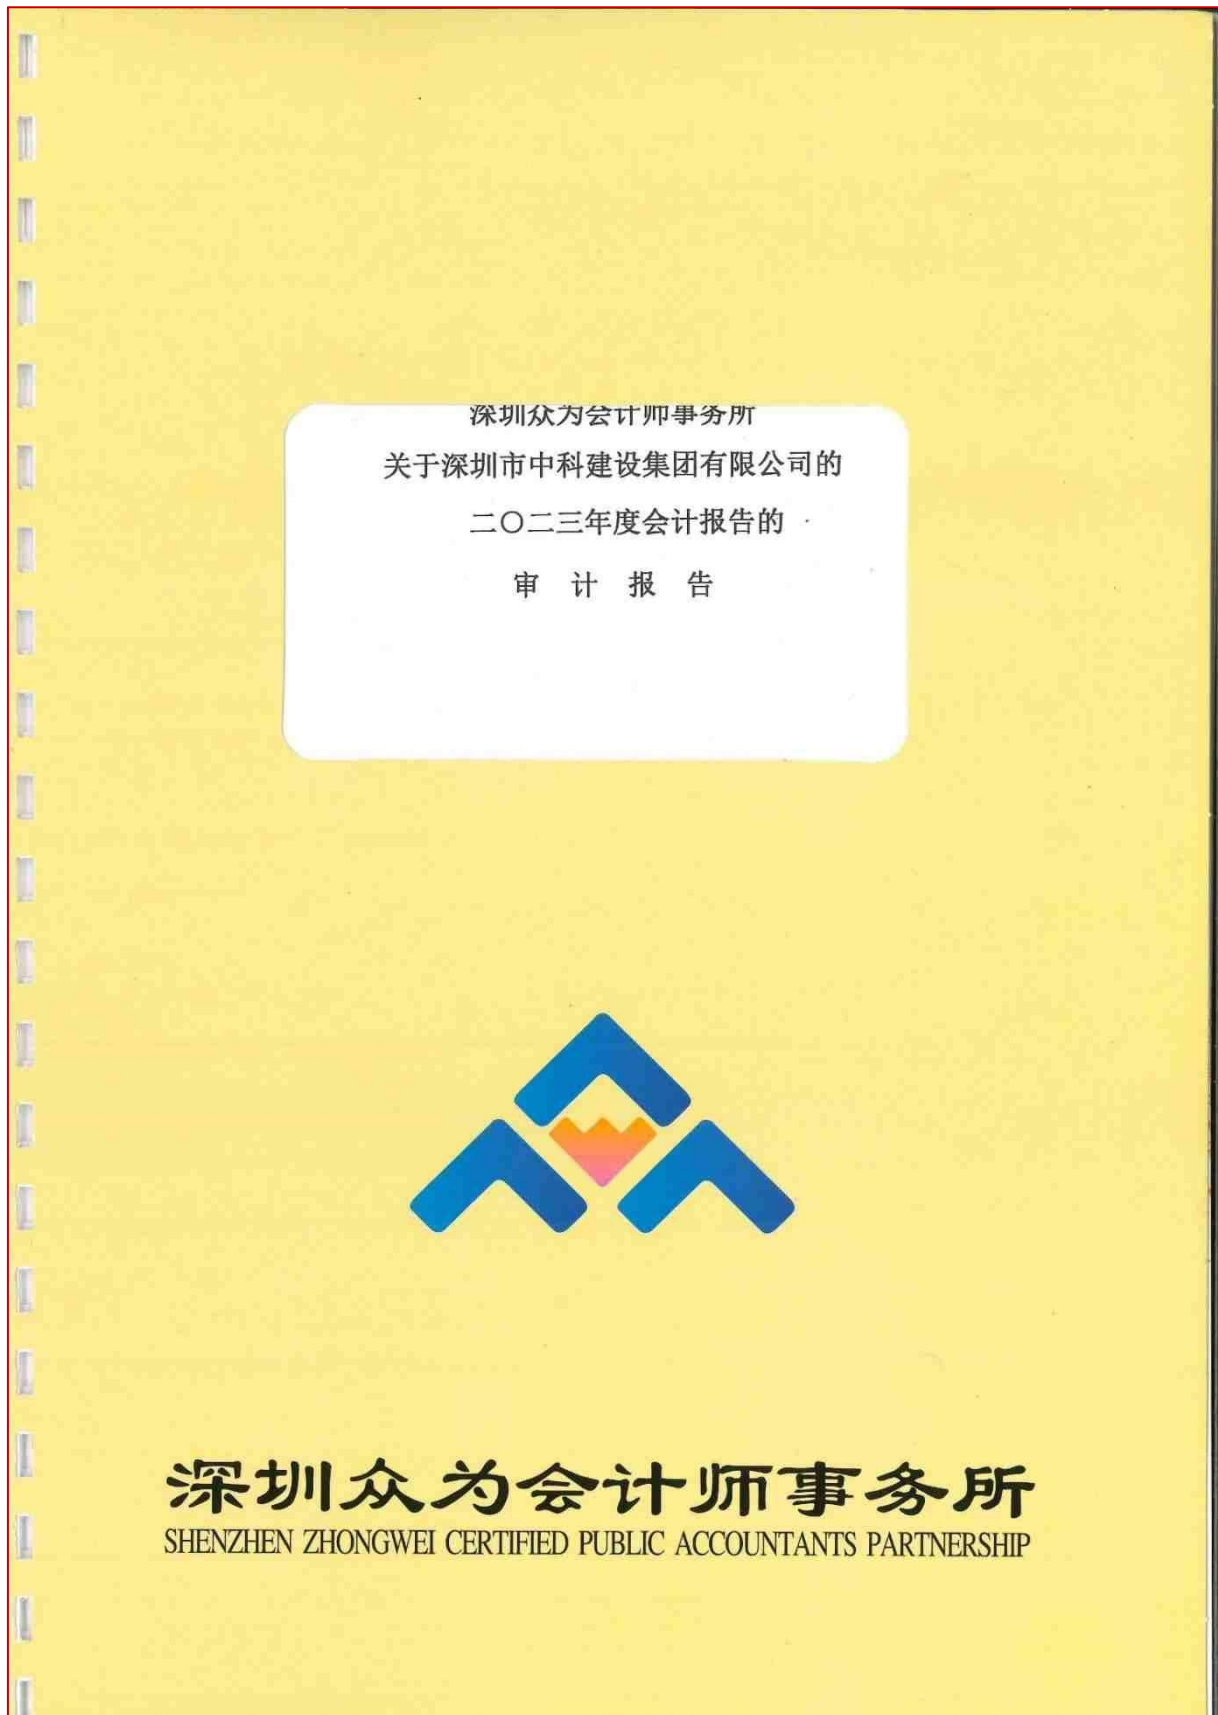 深圳众为会计师事务所
关于深圳市中科建设集团有限公司的
二〇二三年度会计报告的
审 计 报 告
深圳众为会计师事务所
SHENZHEN ZHONGWEI CERTIFIED PUBLIC ACCOUNTANTS PARTNERSHIP